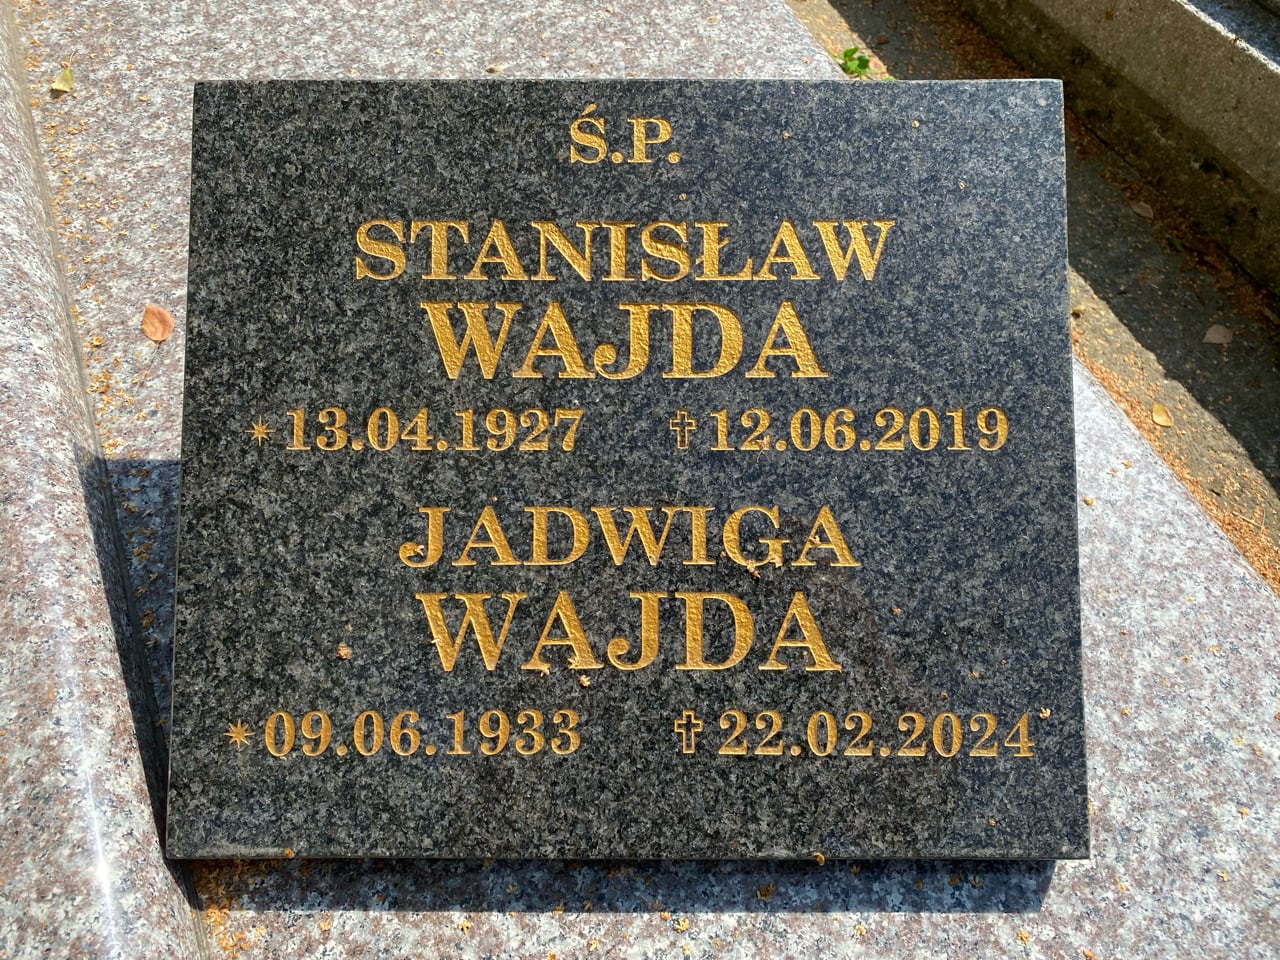 Ś.P.
STANISŁAW
WAJDA
* 13.04.1927 ✝ 12.06.2019
JADWIGA
WAJDA
* 09.06.1933 ✝ 22.02.2024